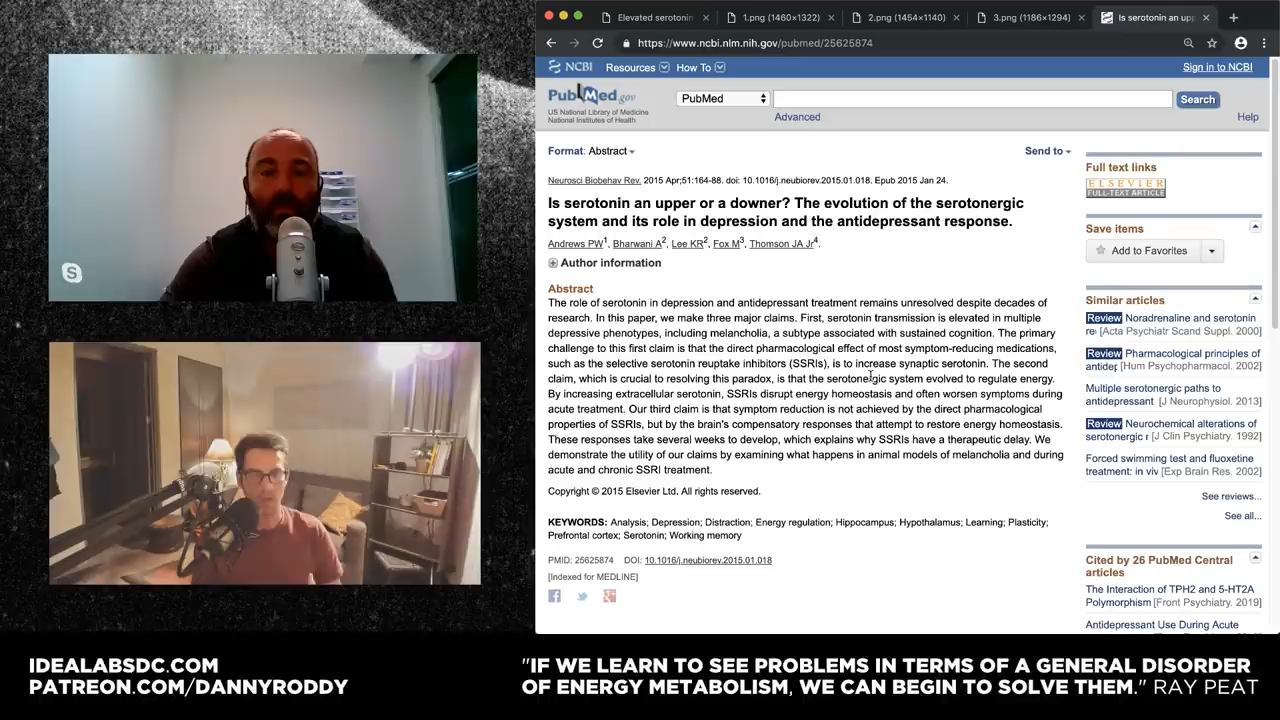 Elevated serotonin
1.png (1460×1322)
2.png (1454×1140)
3.png (1186×1294)
Is serotonin an upp
https://www.ncbi.nlm.nih.gov/pubmed/25625874
NCBI Resources How To Sign in to NCBI
PubMed.gov
US National Library of Medicine
National Institutes of Health
PubMed
Search
Advanced
Help
Format: Abstract
Send to
Neurosci Biobehav Rev. 2015 Apr;51:164-88. doi: 10.1016/j.neubiorev.2015.01.018. Epub 2015 Jan 24.
Is serotonin an upper or a downer? The evolution of the serotonergic
system and its role in depression and the antidepressant response.
Andrews PW1, Bharwani A2, Lee KR2, Fox M3, Thomson JA Jr4.
Author information
Abstract
The role of serotonin in depression and antidepressant treatment remains unresolved despite decades of
research. In this paper, we make three major claims. First, serotonin transmission is elevated in multiple
depressive phenotypes, including melancholia, a subtype associated with sustained cognition. The primary
challenge to this first claim is that the direct pharmacological effect of most symptom-reducing medications,
such as the selective serotonin reuptake inhibitors (SSRIs), is to increase synaptic serotonin. The second
claim, which is crucial to resolving this paradox, is that the serotonergic system evolved to regulate energy.
By increasing extracellular serotonin, SSRIs disrupt energy homeostasis and often worsen symptoms during
acute treatment. Our third claim is that symptom reduction is not achieved by the direct pharmacological
properties of SSRIs, but by the brain's compensatory responses that attempt to restore energy homeostasis.
These responses take several weeks to develop, which explains why SSRIs have a therapeutic delay. We
demonstrate the utility of our claims by examining what happens in animal models of melancholia and during
acute and chronic SSRI treatment.
Copyright © 2015 Elsevier Ltd. All rights reserved.
KEYWORDS: Analysis; Depression; Distraction; Energy regulation; Hippocampus; Hypothalamus; Learning; Plasticity;
Prefrontal cortex; Serotonin; Working memory
PMID: 25625874 DOI: 10.1016/j.neubiorev.2015.01.018
[Indexed for MEDLINE]
Full text links
ELSEVIER
FULL-TEXT ARTICLE
Save items
Add to Favorites
Similar articles
Review Noradrenaline and serotonin
re [Acta Psychiatr Scand Suppl. 2000]
Review Pharmacological principles of
antidep [Hum Psychopharmacol. 2002]
Multiple serotonergic paths to
antidepressant [J Neurophysiol. 2013]
Review Neurochemical alterations of
serotonergic r [J Clin Psychiatry. 1992]
Forced swimming test and fluoxetine
treatment: in viv [Exp Brain Res. 2002]
See reviews...
See all...
Cited by 26 PubMed Central
articles
The Interaction of TPH2 and 5-HT2A
Polymorphism [Front Psychiatry. 2019]
Antidepressant Use During Acute
IDEALABSDC.COM
PATREON.COM/DANNYRODDY
"IF WE LEARN TO SEE PROBLEMS IN TERMS OF A GENERAL DISORDER
OF ENERGY METABOLISM, WE CAN BEGIN TO SOLVE THEM." RAY PEAT